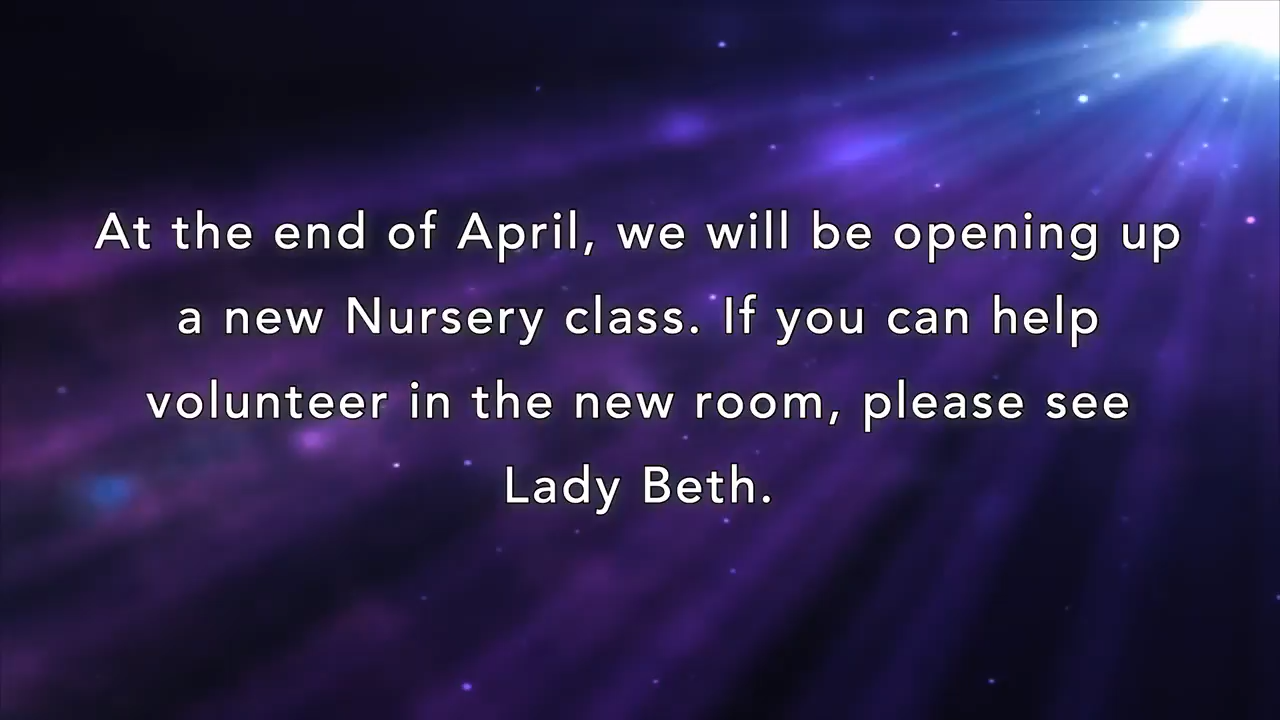 At the end of April, we will be opening up
a new Nursery class. If you can help
volunteer in the new room, please see
Lady Beth.